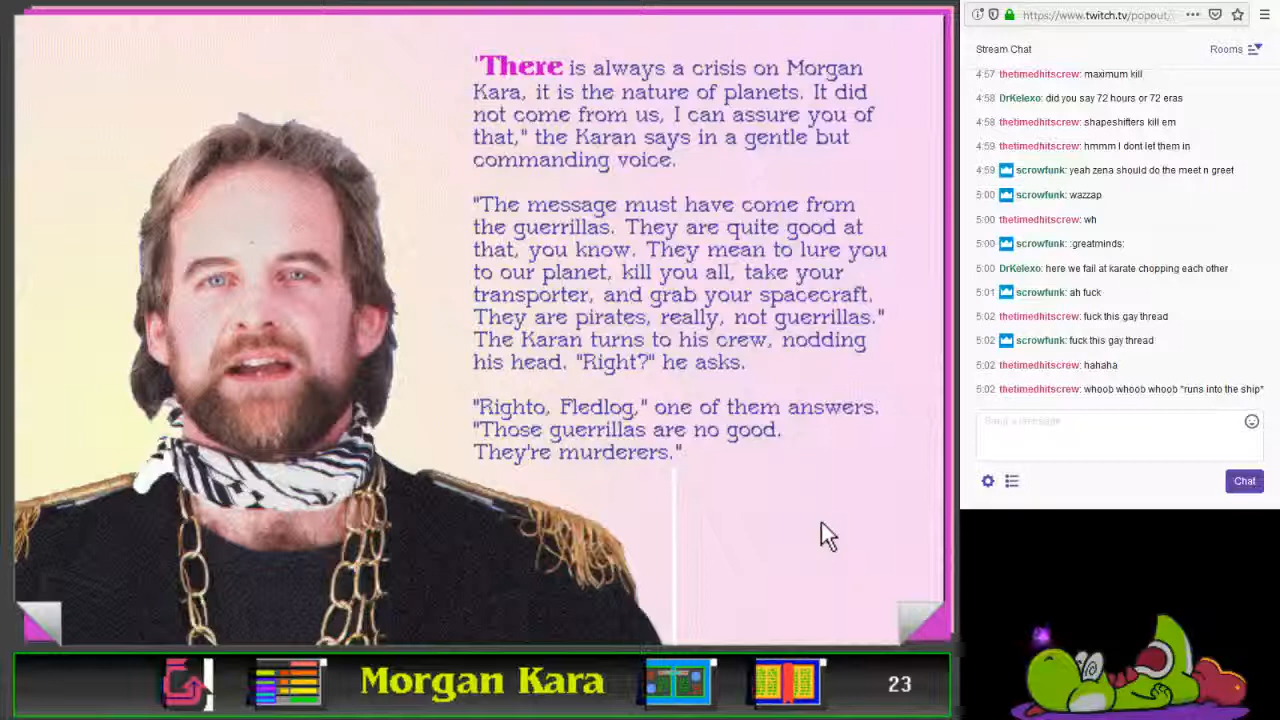 'There is always a crisis on Morgan
Kara, it is the nature of planets. It did
not come from us, I can assure you of
that," the Karan says in a gentle but
commanding voice.
"The message must have come from
the guerrillas. They are quite good at
that, you know. They mean to lure you
to our planet, kill you all, take your
transporter, and grab your spacecraft.
They are pirates, really, not guerrillas."
The Karan turns to his crew, nodding
his head. "Right?" he asks.
"Righto, Fledlog," one of them answers.
"Those guerrillas are no good.
They're murderers."
Morgan Kara
23
https://www.twitch.tv/popout/
Stream Chat
Rooms
4:57 thetimedhitscrew: maximum kill
4:58 DrKelexo: did you say 72 hours or 72 eras
4:58 thetimedhitscrew: shapeshifters kill em
4:59 thetimedhitscrew: hmmm I dont let them in
4:59 scrowfunk: yeah zena should do the meet n greet
5:00 scrowfunk: wazzap
5:00 thetimedhitscrew: wh
5:00 scrowfunk: :greatminds:
5:00 DrKelexo: here we fail at karate chopping each other
5:01 scrowfunk: ah fuck
5:02 thetimedhitscrew: fuck this gay thread
5:02 scrowfunk: fuck this gay thread
5:02 thetimedhitscrew: hahaha
5:02 thetimedhitscrew: whoob whoob whoob "runs into the ship"
Send a message
Chat